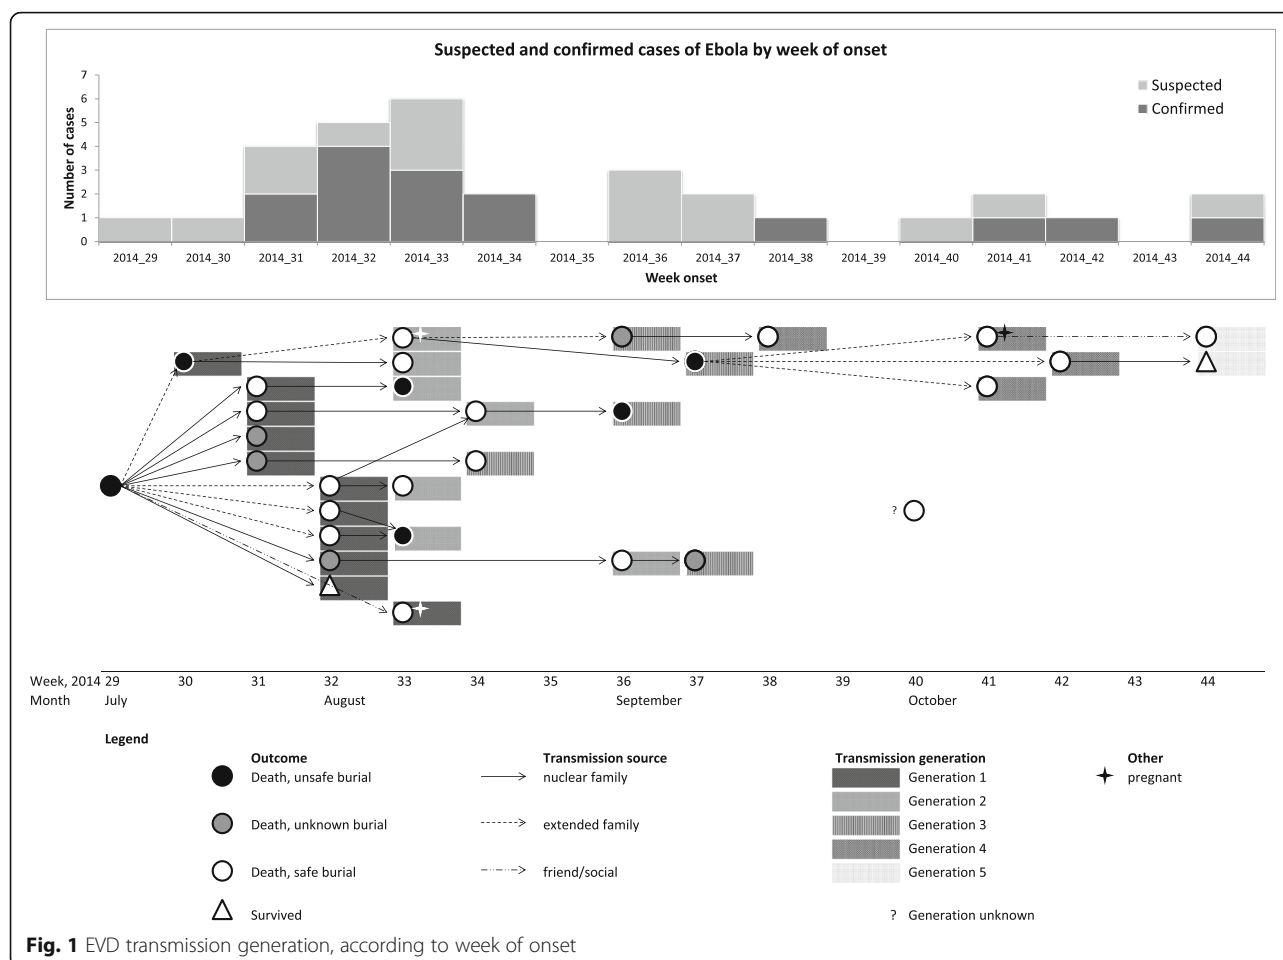 Suspected and confirmed cases of Ebola by week of onset
Number of cases
7
6
5
4
3
2
1
0
Suspected
Confirmed
2014_29 2014_30 2014_31 2014_32 2014_33 2014_34 2014_35 2014_36 2014_37 2014_38 2014_39 2014_40 2014_41 2014_42 2014_43 2014_44
Week onset
?
Week, 2014 29 30 31 32 33 34 35 36 37 38 39 40 41 42 43 44
Month July August September October
Legend
Outcome Transmission source Transmission generation Other
Death, unsafe burial nuclear family Generation 1 pregnant
Generation 2
Death, unknown burial extended family Generation 3
Generation 4
Death, safe burial friend/social Generation 5
Survived ? Generation unknown
Fig. 1 EVD transmission generation, according to week of onset